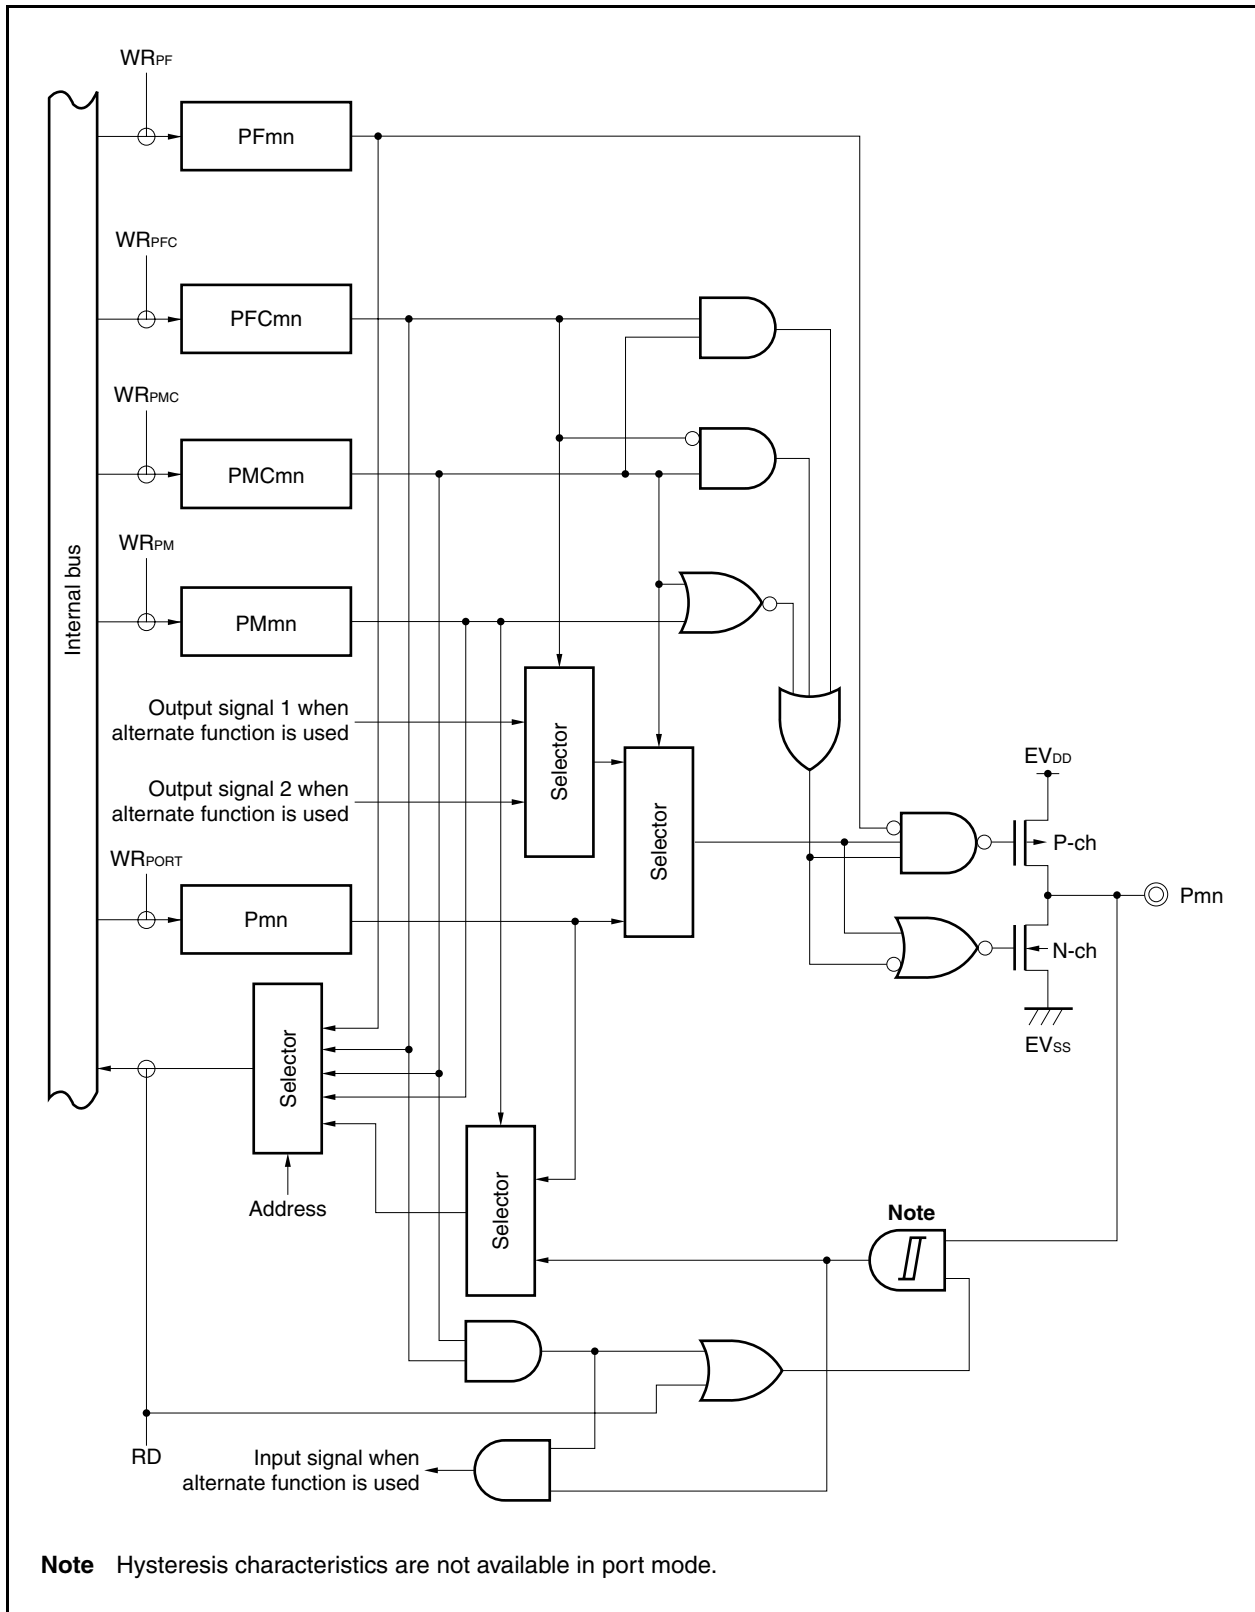 WRPF
PFmn
WRPFC
PFCmn
WRPMC
PMCmn
WRPM
PMmn
Internal bus
Output signal 1 when
alternate function is used
Output signal 2 when
alternate function is used
Selector
Selector
EVDD
P-ch
WRPORT
Pmn
Pmn
N-ch
EVSS
Selector
Address
Selector
Note
RD
Input signal when
alternate function is used
Note Hysteresis characteristics are not available in port mode.